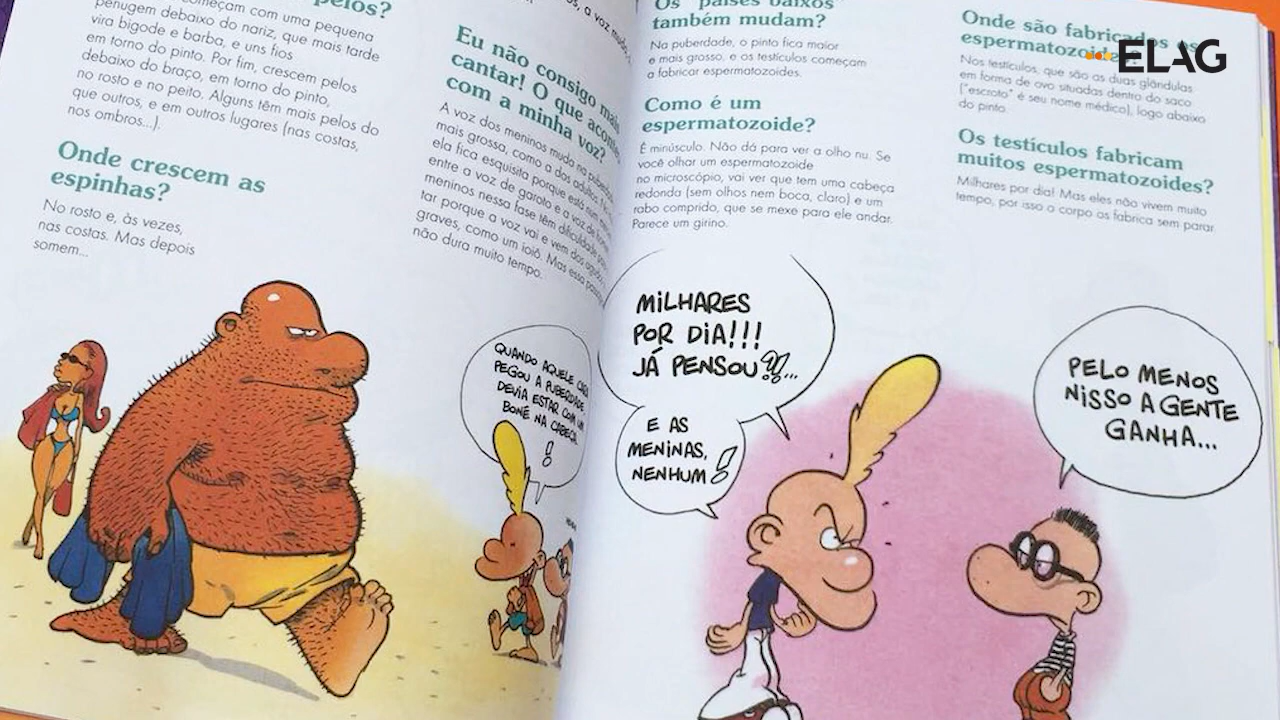 pelos?
começam com uma pequena
penugem debaixo do nariz, que mais tarde
vira bigode e barba, e uns fios
em torno do pinto. Por fim, crescem pelos
debaixo do braço, em torno do pinto,
no rosto e no peito. Alguns têm mais pelos do
que outros, e em outros lugares (nas costas,
nos ombros...).
Onde crescem as
espinhas?
No rosto e, às vezes,
nas costas. Mas depois
somem...
a voz muda,
Eu não consigo mais
cantar! O que
com a minha voz?
A voz dos meninos muda na
mais grossa, como a dos adultos.
ela fica esquisita porque está num
entre a voz de garoto e a voz de
meninos nessa fase têm dificuldade
tar porque a voz vai e vem dos
graves, como um ioiô. Mas essa
não dura muito tempo.
QUANDO AQUELE CARA
PEGOU A PUBERDADE
DEVIA ESTAR COM UM
BONÉ NA CABEÇA
!
Os "países baixos"
também mudam?
Na puberdade, o pinto fica maior
e mais grosso, e os testículos começam
a fabricar espermatozoides.
Como é um
espermatozoide?
É minúsculo. Não dá para ver a olho nu. Se
você olhar um espermatozoide
no microscópio, vai ver que tem uma cabeça
redonda (sem olhos nem boca, claro) e um
rabo comprido, que se mexe para ele andar.
Parece um girino.
Onde são fabricados os
espermatozoides?
Nos testículos, que são as duas glândulas
em forma de ovo situadas dentro do saco
("escroto" é seu nome médico), logo abaixo
do pinto.
Os testículos fabricam
muitos espermatozoides?
Milhares por dia! Mas eles não vivem muito
tempo, por isso o corpo as fabrica sem parar.
MILHARES
POR DIA!!!
JÁ PENSOU?!...
E AS
MENINAS,
NENHUM!
PELO MENOS
NISSO A GENTE
GANHA...
ELAG